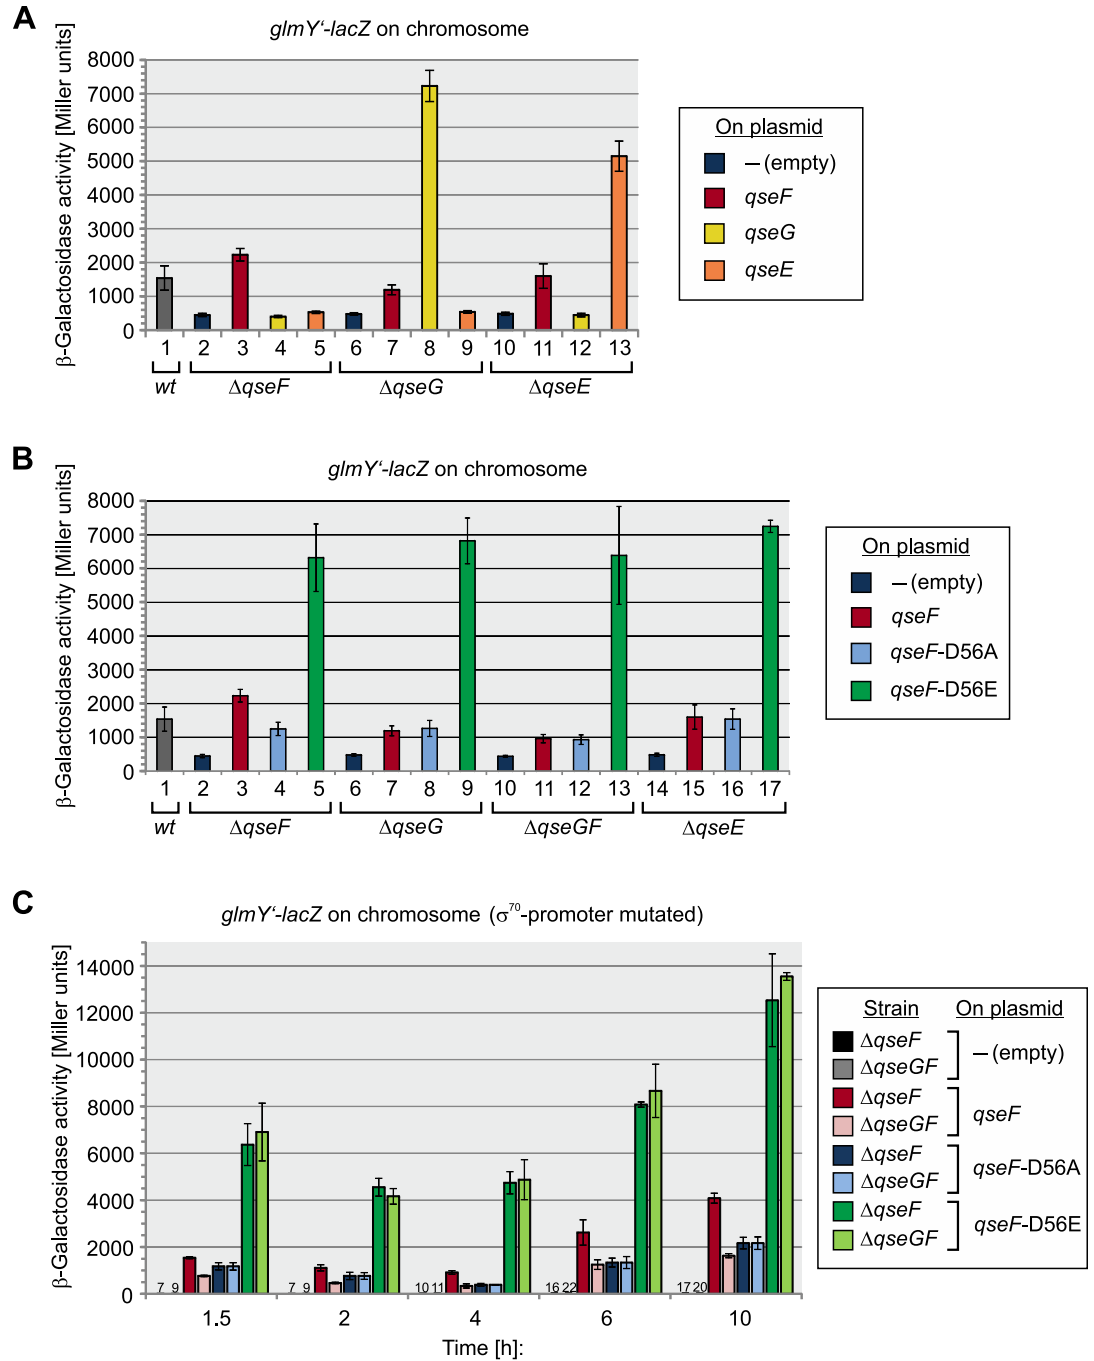 A
glmY‘-lacZ on chromosome
β-Galactosidase activity [Miller units]
8000
7000
6000
5000
4000
3000
2000
1000
0
1 2 3 4 5 6 7 8 9 10 11 12 13
wt ΔqseF ΔqseG ΔqseE
On plasmid
– (empty)
qseF
qseG
qseE
B
glmY‘-lacZ on chromosome
β-Galactosidase activity [Miller units]
8000
7000
6000
5000
4000
3000
2000
1000
0
1 2 3 4 5 6 7 8 9 10 11 12 13 14 15 16 17
wt ΔqseF ΔqseG ΔqseGF ΔqseE
On plasmid
– (empty)
qseF
qseF-D56A
qseF-D56E
C
glmY‘-lacZ on chromosome (σ⁷⁰-promoter mutated)
β-Galactosidase activity [Miller units]
14000
12000
10000
8000
6000
4000
2000
0
7 9 7 9 10 11 16 22 17 20
1.5 2 4 6 10
Time [h]:
Strain On plasmid
ΔqseF
ΔqseGF
– (empty)
ΔqseF
ΔqseGF
qseF
ΔqseF
ΔqseGF
qseF-D56A
ΔqseF
ΔqseGF
qseF-D56E